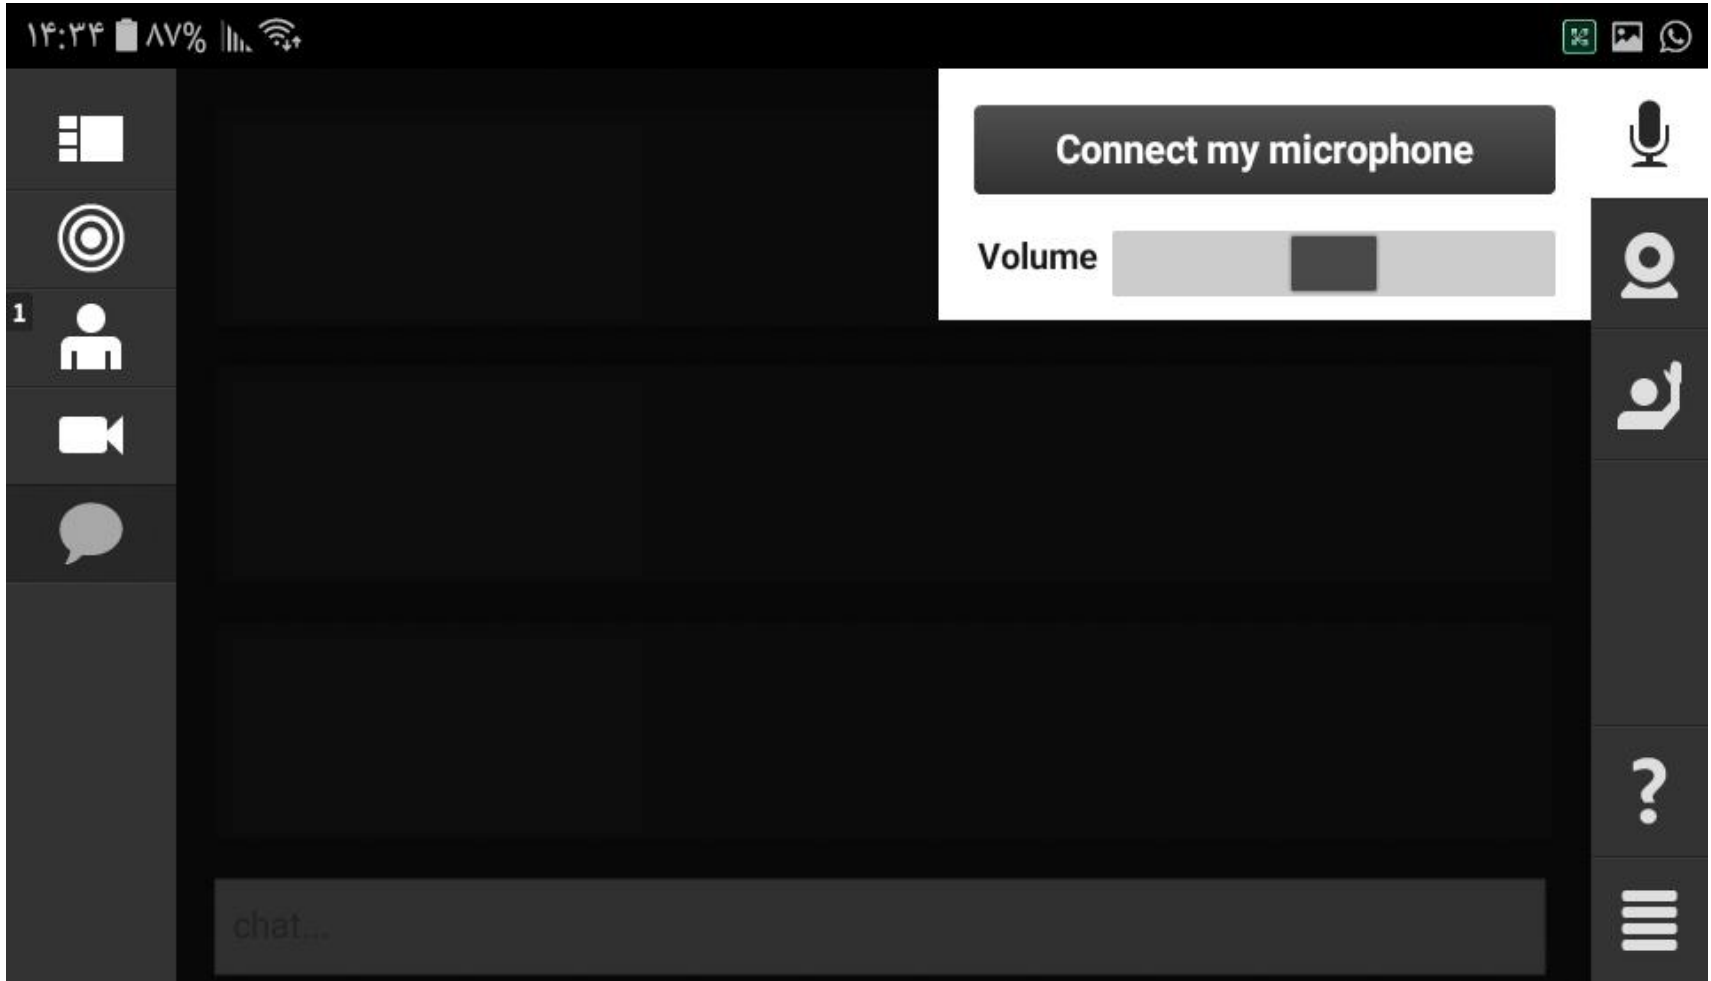 ۱۴:۳۴ ۸۷%
Connect my microphone
Volume
1
?
chat...